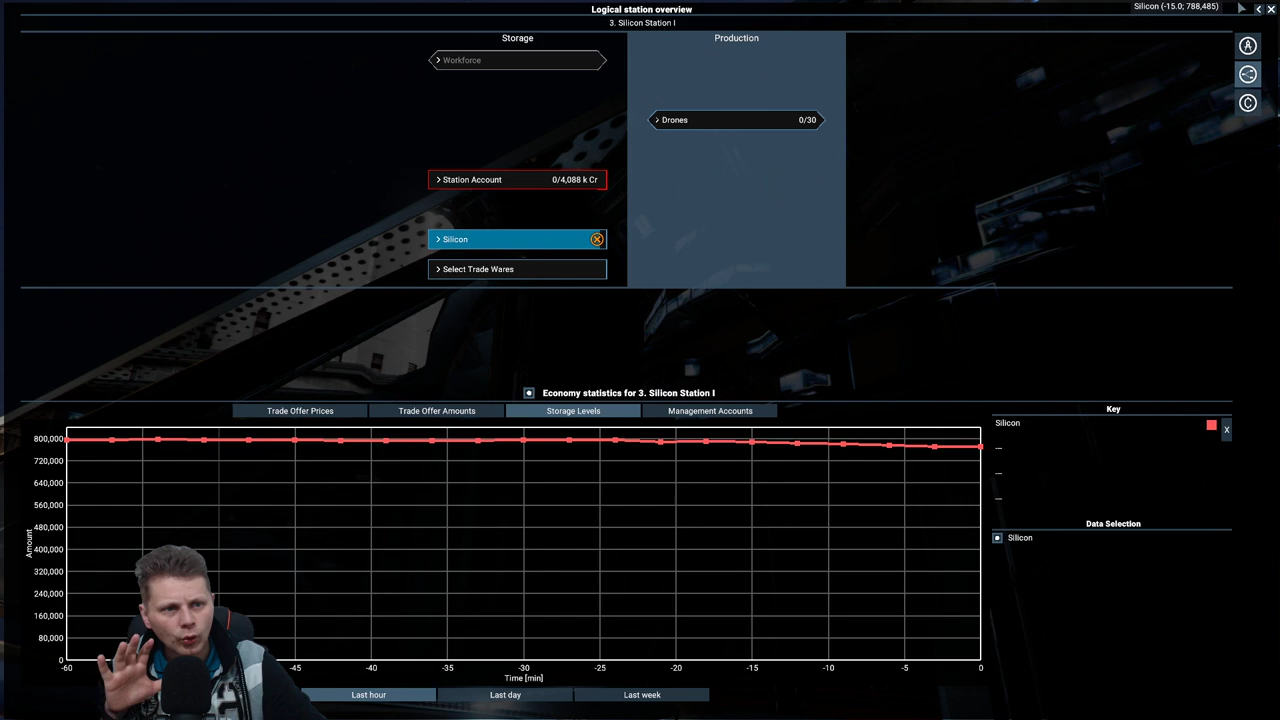 Logical station overview
Silicon (-15.0; 788,485)
3. Silicon Station I
Storage
Production
Workforce
Drones 0/30
Station Account 0/4,088 k Cr
Silicon
Select Trade Wares
Economy statistics for 3. Silicon Station I
Trade Offer Prices
Trade Offer Amounts
Storage Levels
Management Accounts
Key
Silicon
X
---
---
---
Data Selection
Silicon
Amount
800,000
720,000
640,000
560,000
480,000
400,000
320,000
240,000
160,000
80,000
0
-60
-45
-40
-35
-30
-25
-20
-15
-10
-5
0
Time [min]
Last hour
Last day
Last week